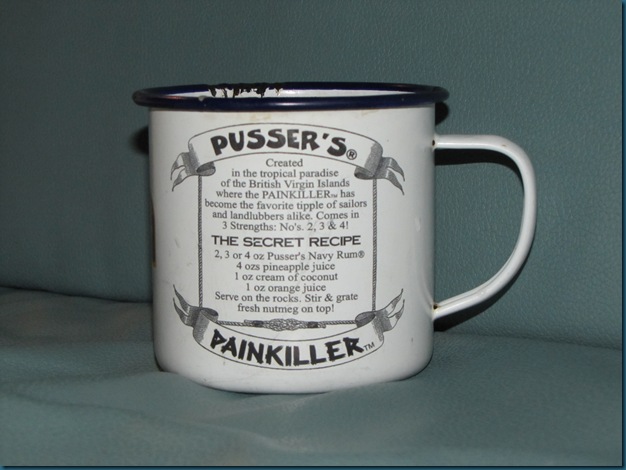 PUSSER'S®
Created
in the tropical paradise
of the British Virgin Islands
where the PAINKILLER™ has
become the favorite tipple of sailors
and landlubbers alike. Comes in
3 Strengths: No's. 2, 3 & 4!
THE SECRET RECIPE
2, 3 or 4 oz Pusser's Navy Rum®
4 ozs pineapple juice
1 oz cream of coconut
1 oz orange juice
Serve on the rocks. Stir & grate
fresh nutmeg on top!
PAINKILLER™